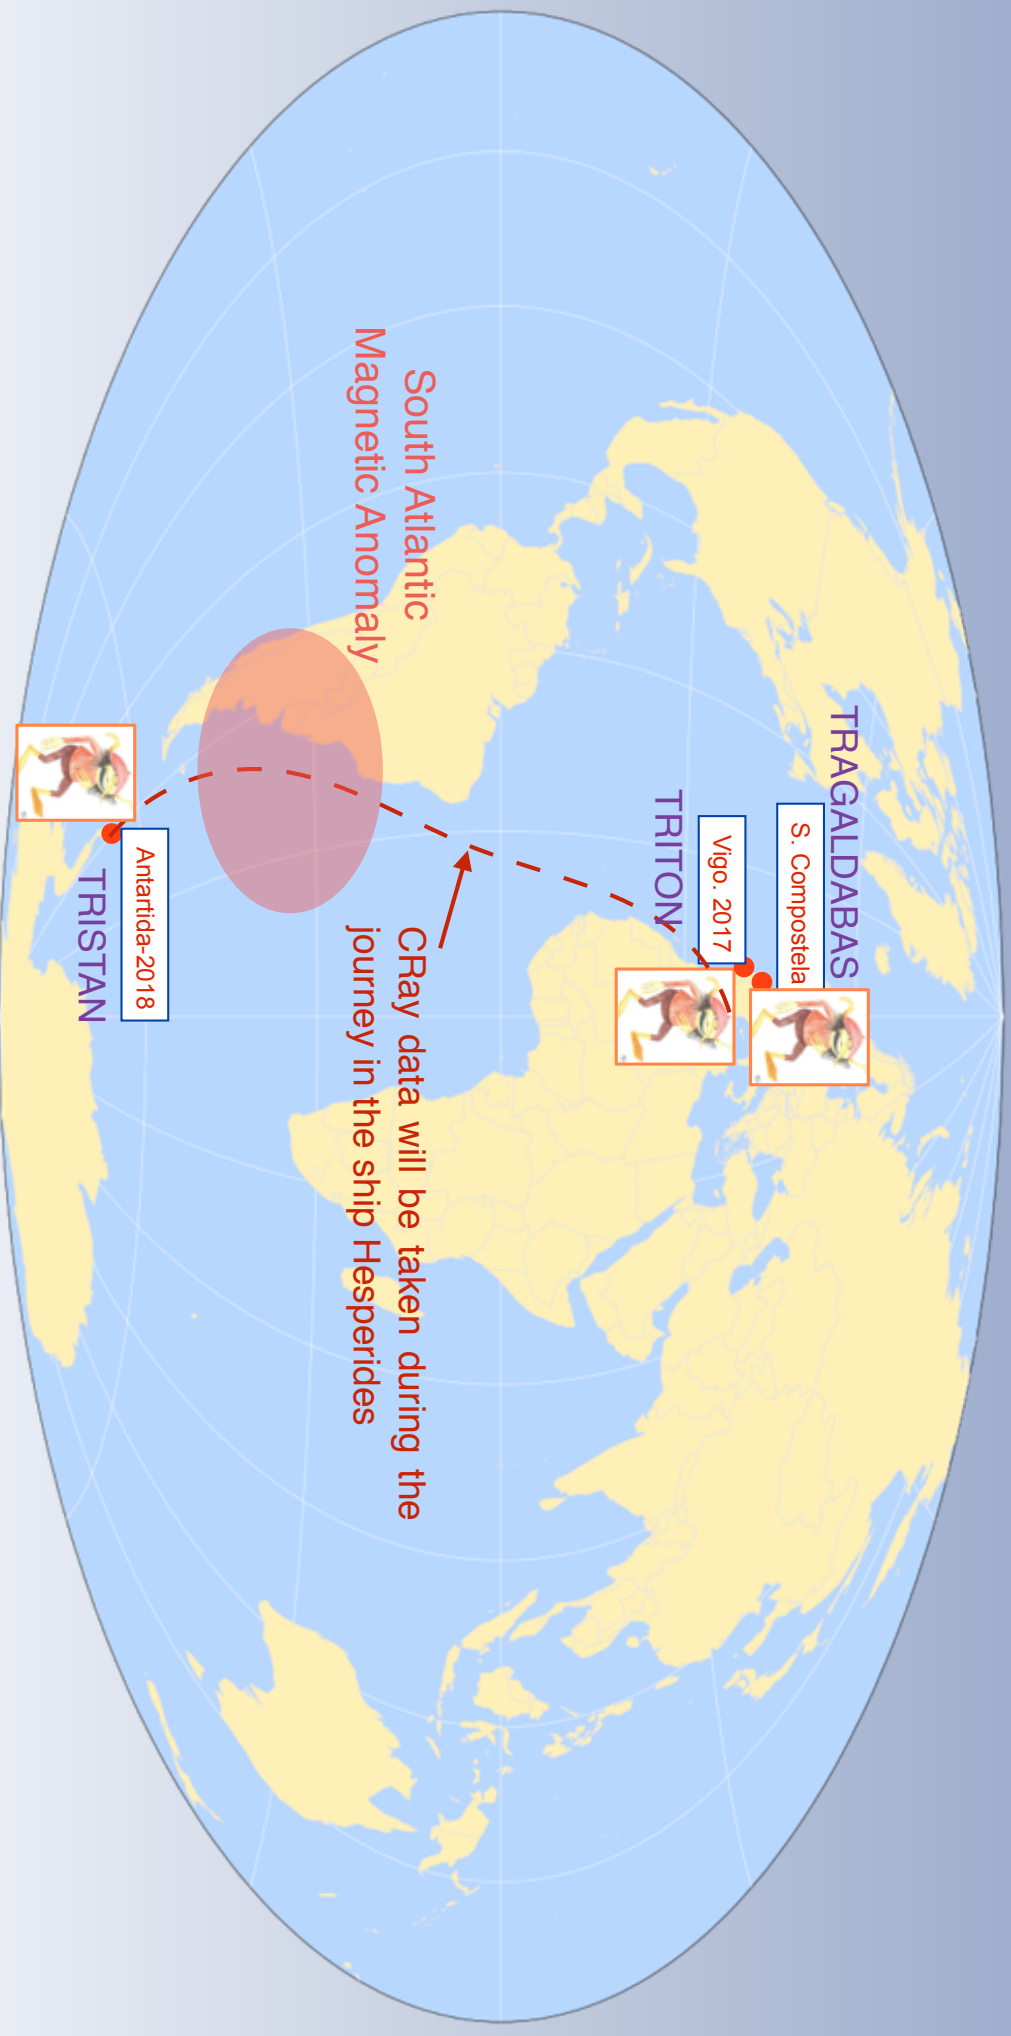 TRAGALDABAS
S. Compostela
Vigo. 2017
TRITON
South Atlantic
Magnetic Anomaly
CRay data will be taken during the
journey in the ship Hesperides
Antartida-2018
TRISTAN